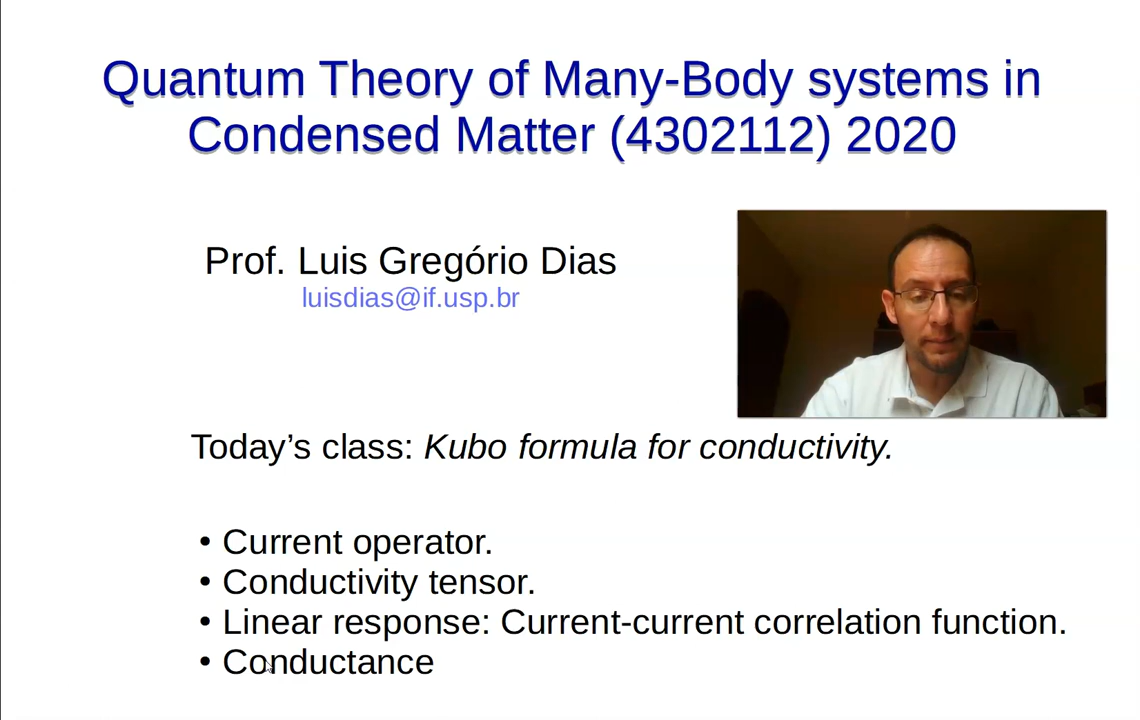 Quantum Theory of Many-Body systems in
Condensed Matter (4302112) 2020
Prof. Luis Gregório Dias
luisdias@if.usp.br
Today’s class: Kubo formula for conductivity.
• Current operator.
• Conductivity tensor.
• Linear response: Current-current correlation function.
• Conductance